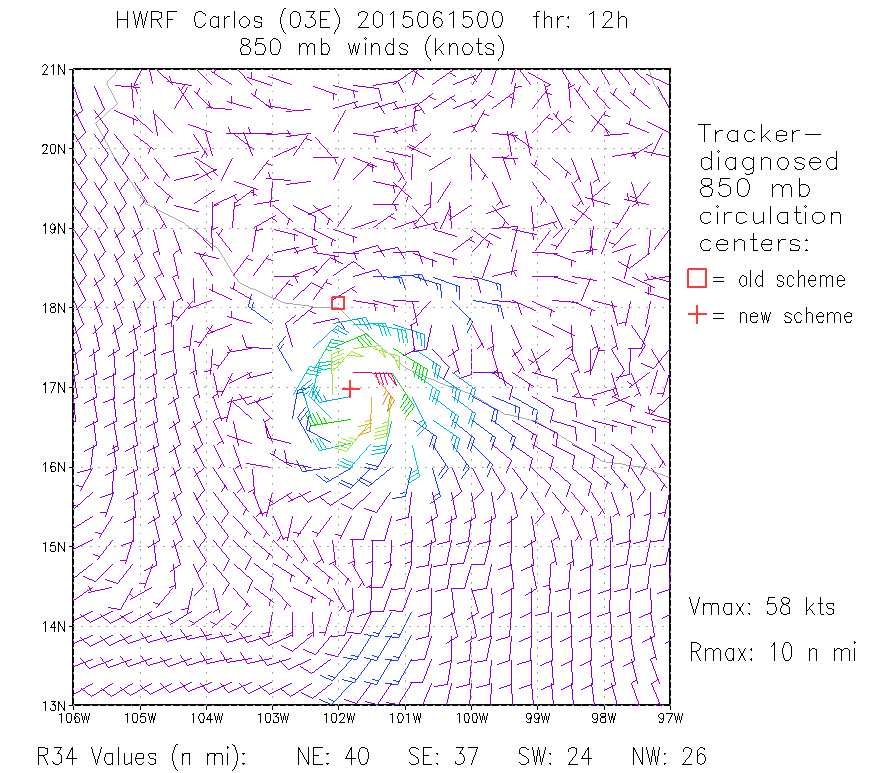 HWRF Carlos (03E) 2015061500 fhr: 12h
850 mb winds (knots)
21N
20N
19N
18N
17N
16N
15N
14N
13N
106W 105W 104W 103W 102W 101W 100W 99W 98W 97W
Tracker-
diagnosed
850 mb
circulation
centers:
= old scheme
= new scheme
Vmax: 58 kts
Rmax: 10 n mi
R34 Values (n mi): NE: 40 SE: 37 SW: 24 NW: 26